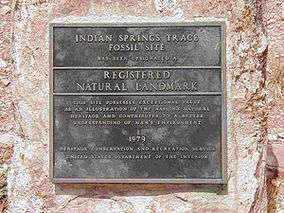 INDIAN SPRINGS TRACE
FOSSIL SITE
HAS BEEN DESIGNATED A
REGISTERED
NATURAL LANDMARK
THIS SITE POSSESSES EXCEPTIONAL VALUE
AS AN ILLUSTRATION OF THE NATION'S NATURAL
HERITAGE AND CONTRIBUTES TO A BETTER
UNDERSTANDING OF MAN'S ENVIRONMENT
1979
HERITAGE CONSERVATION AND RECREATION SERVICE
UNITED STATES DEPARTMENT OF THE INTERIOR